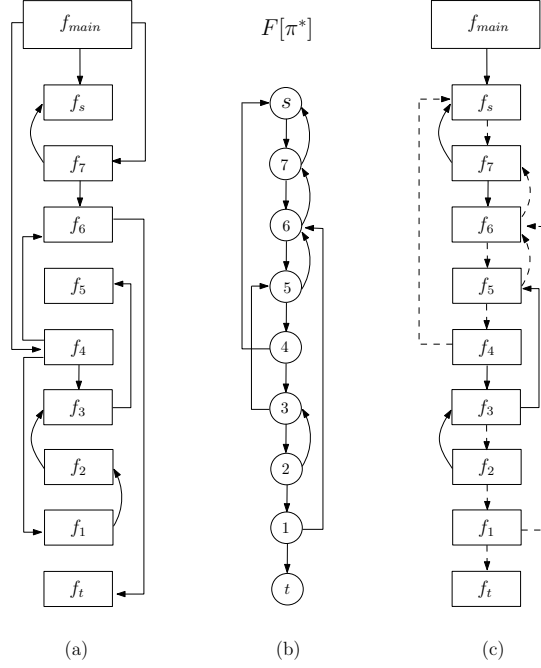 f_main
f_s
f_7
f_6
f_5
f_4
f_3
f_2
f_1
f_t
(a)
F[π*]
s
7
6
5
4
3
2
1
t
(b)
f_main
f_s
f_7
f_6
f_5
f_4
f_3
f_2
f_1
f_t
(c)